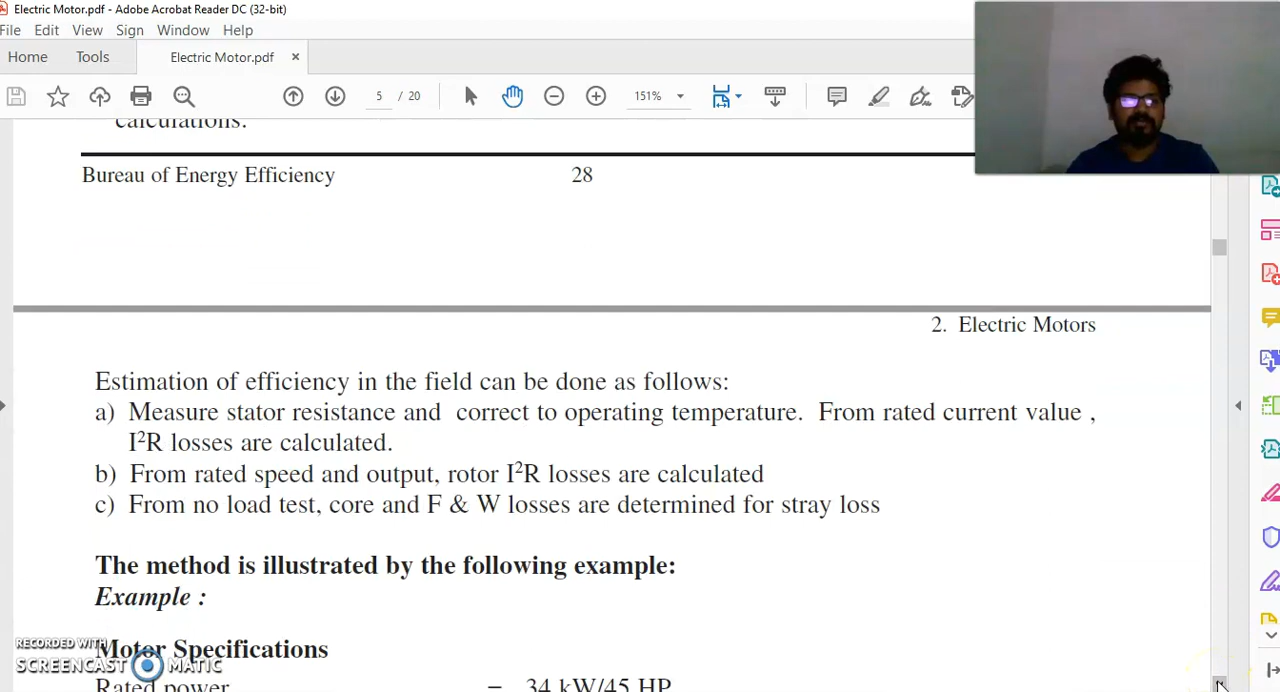 Electric Motor.pdf - Adobe Acrobat Reader DC (32-bit)
File Edit View Sign Window Help
Home Tools Electric Motor.pdf ×
5 / 20 151%
calculations.
Bureau of Energy Efficiency 28
2. Electric Motors
Estimation of efficiency in the field can be done as follows:
a) Measure stator resistance and correct to operating temperature. From rated current value ,
I²R losses are calculated.
b) From rated speed and output, rotor I²R losses are calculated
c) From no load test, core and F & W losses are determined for stray loss
The method is illustrated by the following example:
Example :
RECORDED WITH
SCREENCAST MATIC
Motor Specifications
Rated power = 34 kW/45 HP